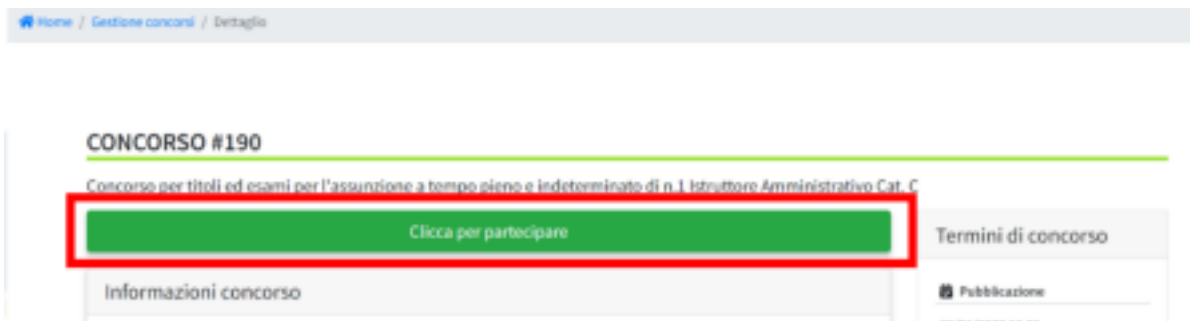 Home / Gestione concorsi / Dettaglio
CONCORSO #190
Concorso per titoli ed esami per l'assunzione a tempo pieno e indeterminato di n.1 Istruttore Amministrativo Cat. C
Clicca per partecipare
Termini di concorso
Informazioni concorso
Pubblicazione